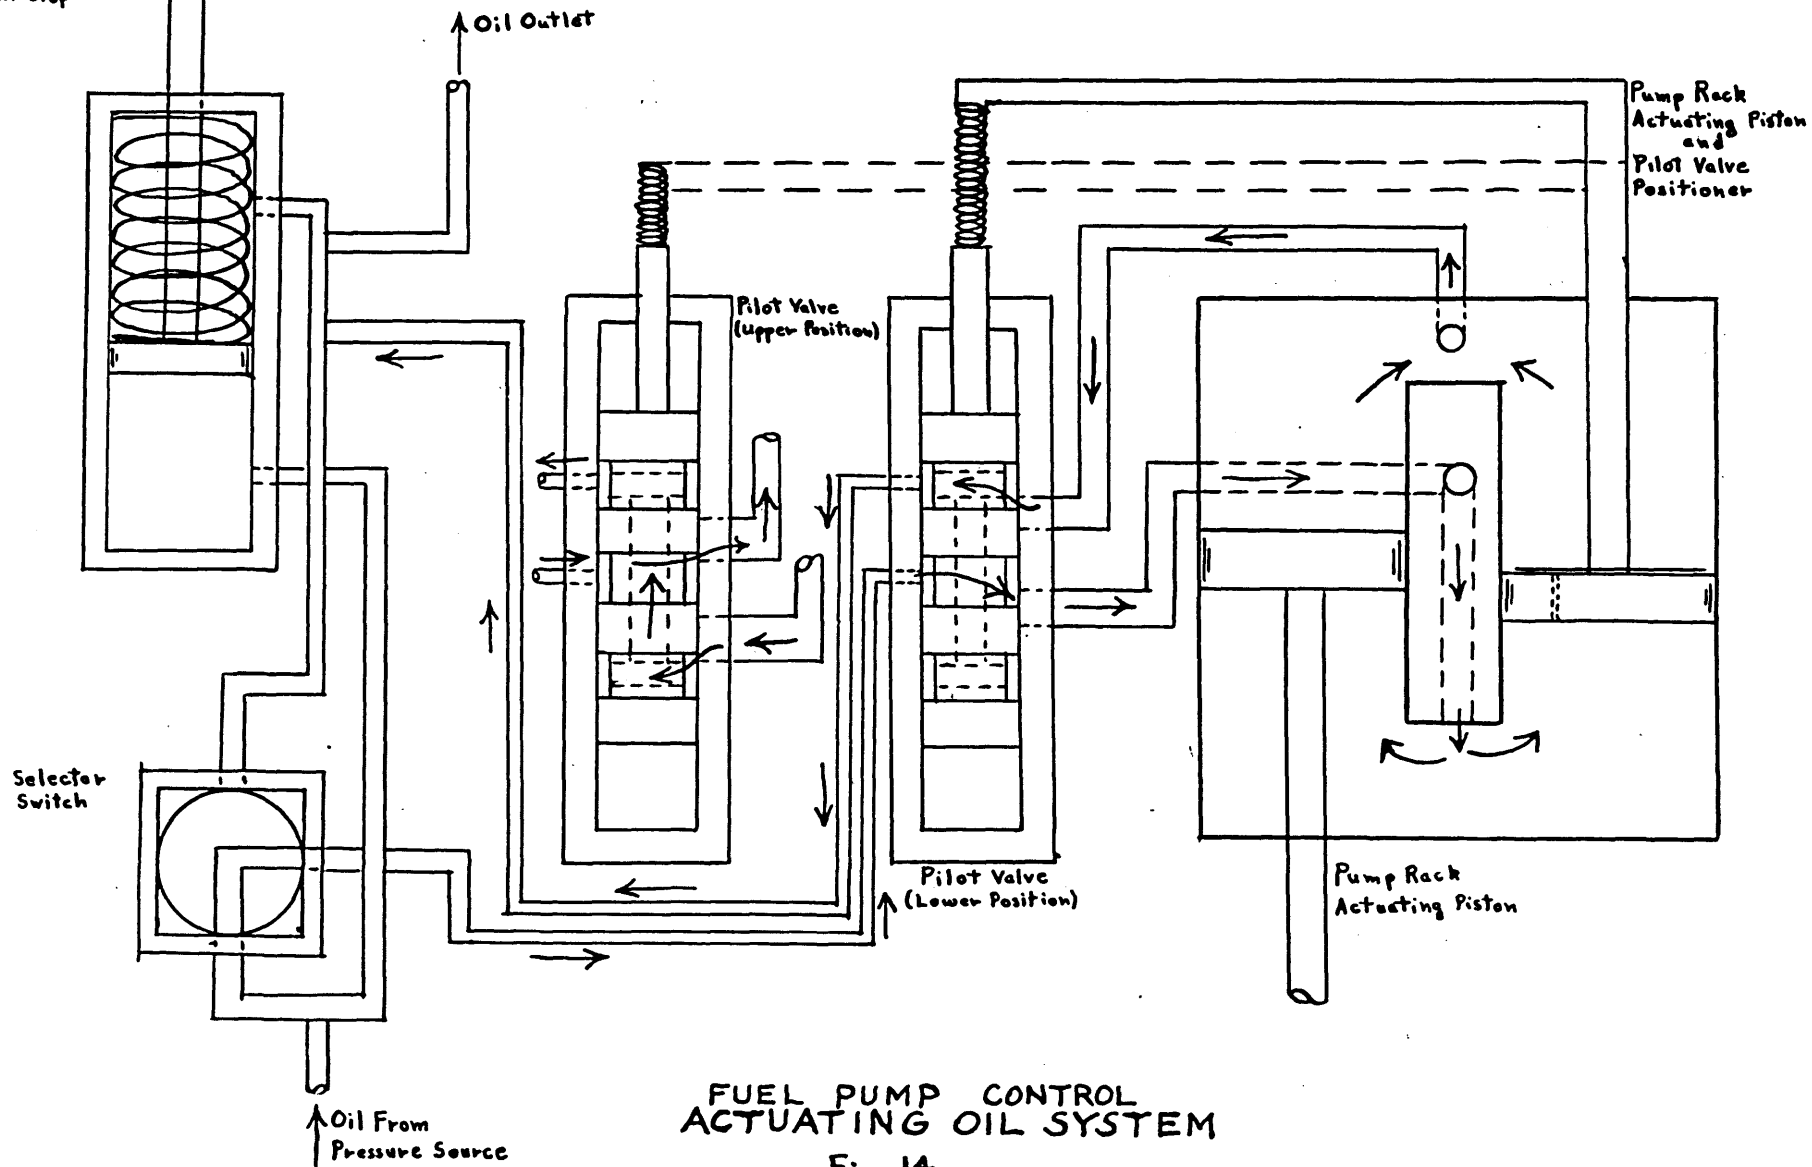 Oil Outlet
Pump Rack
Actuating Piston
and
Pilot Valve
Positioner
Pilot Valve
(Upper Position)
Selector
Switch
Pilot Valve
(Lower Position)
Pump Rack
Actuating Piston
Oil From
Pressure Source
FUEL PUMP CONTROL
ACTUATING OIL SYSTEM